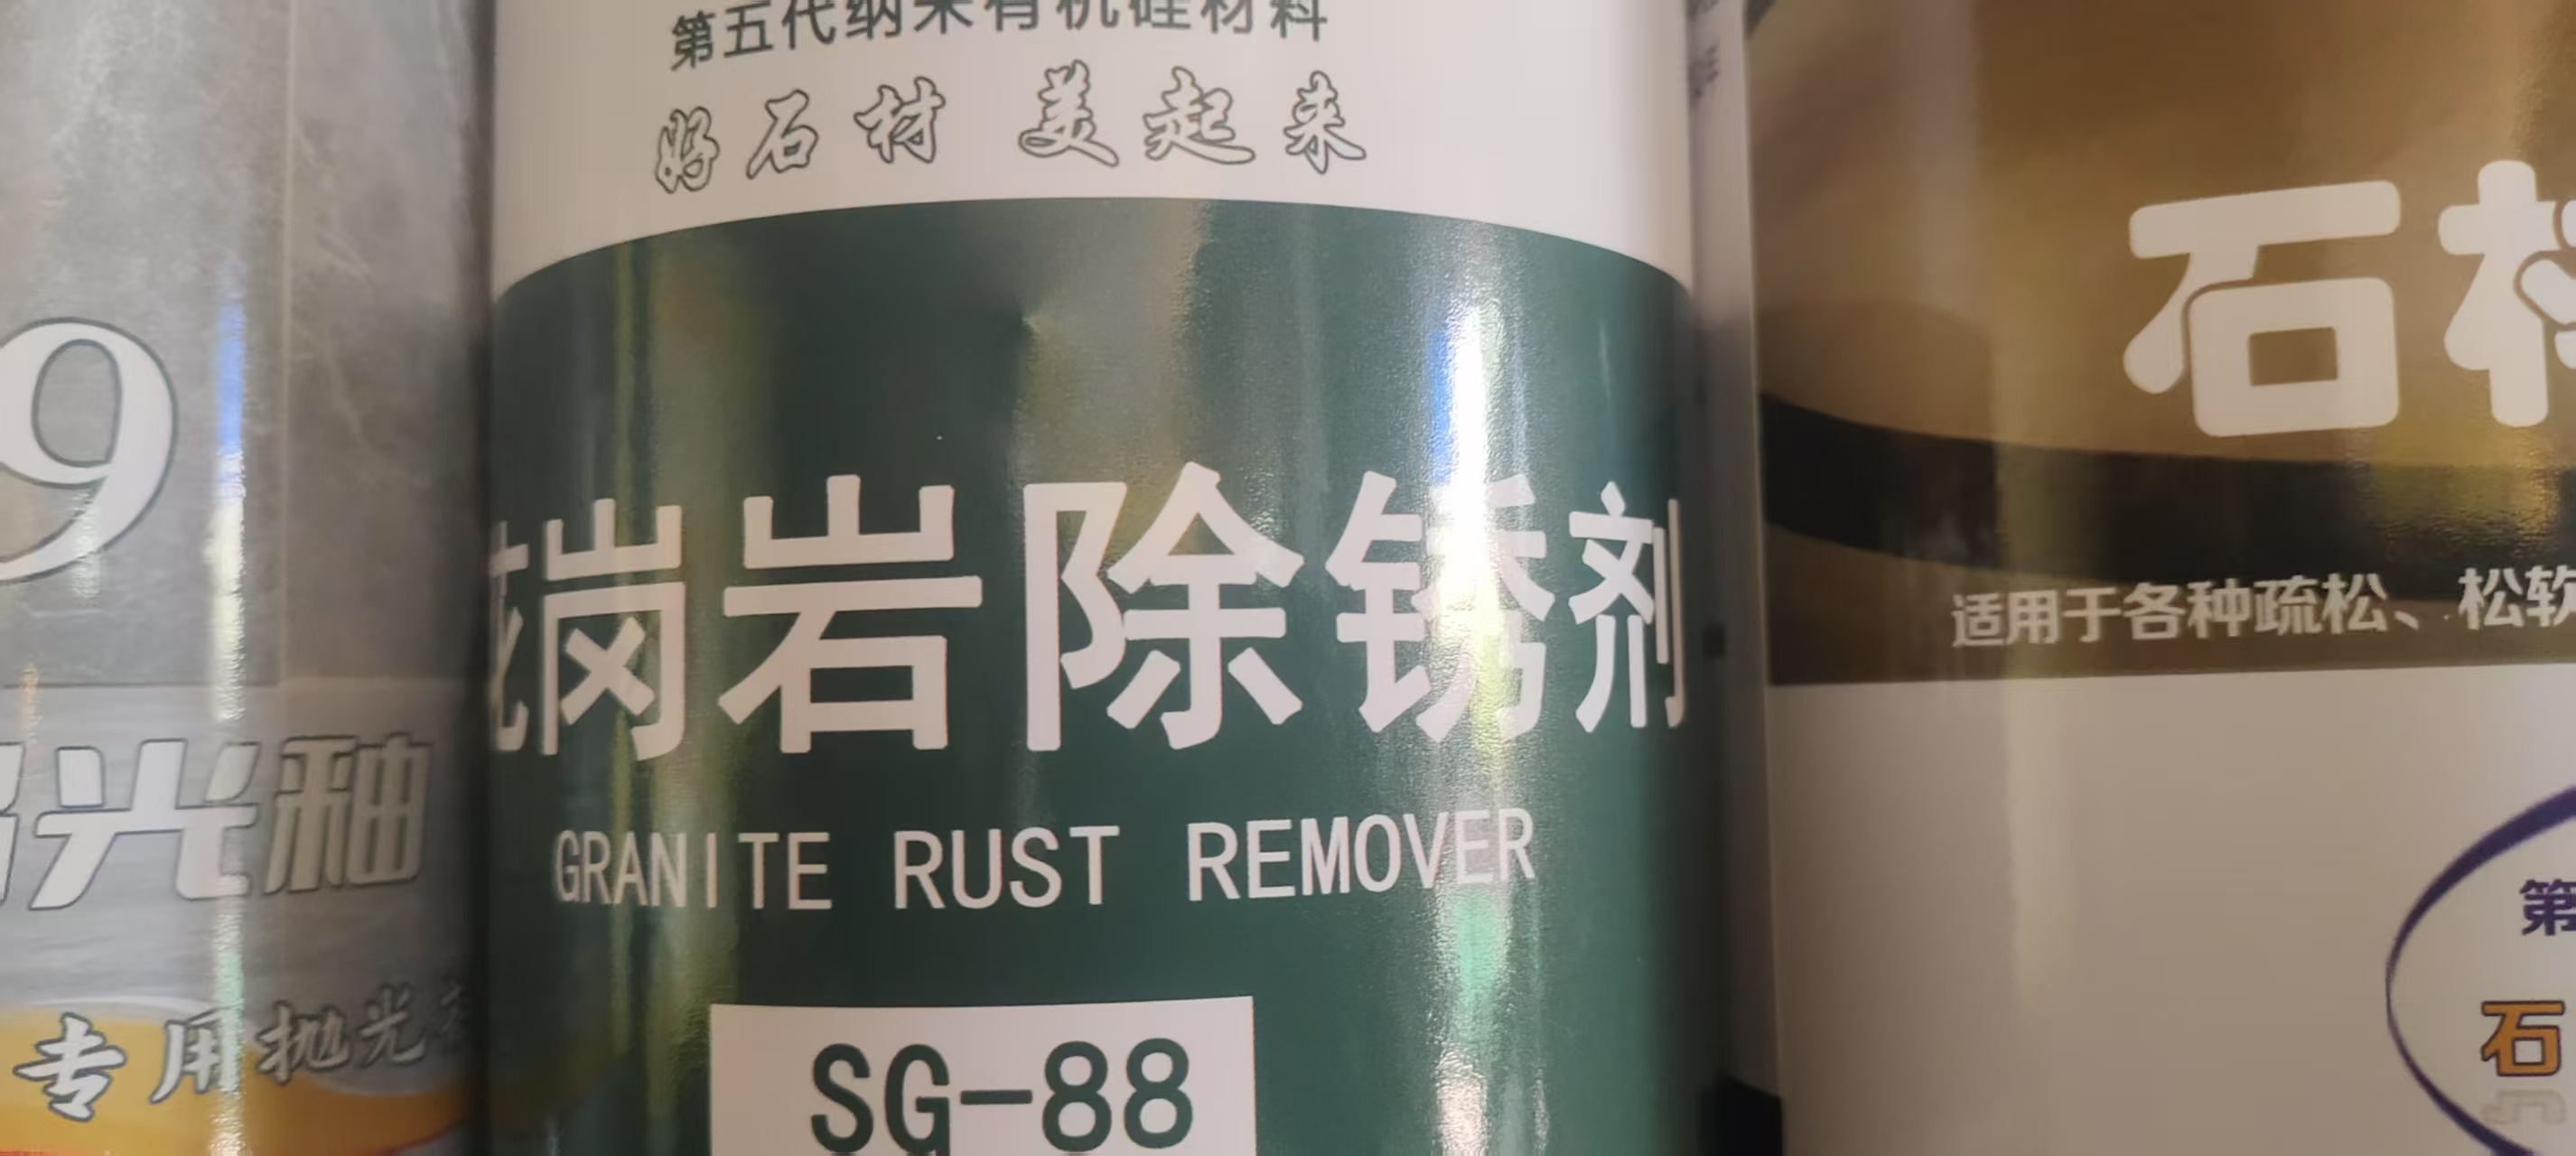 第五代纳米有机硅材料
好石材 美起来
花岗岩除锈剂
GRANITE RUST REMOVER
SG-88
9
光釉
专用抛光
石材
适用于各种疏松、松软
第
石